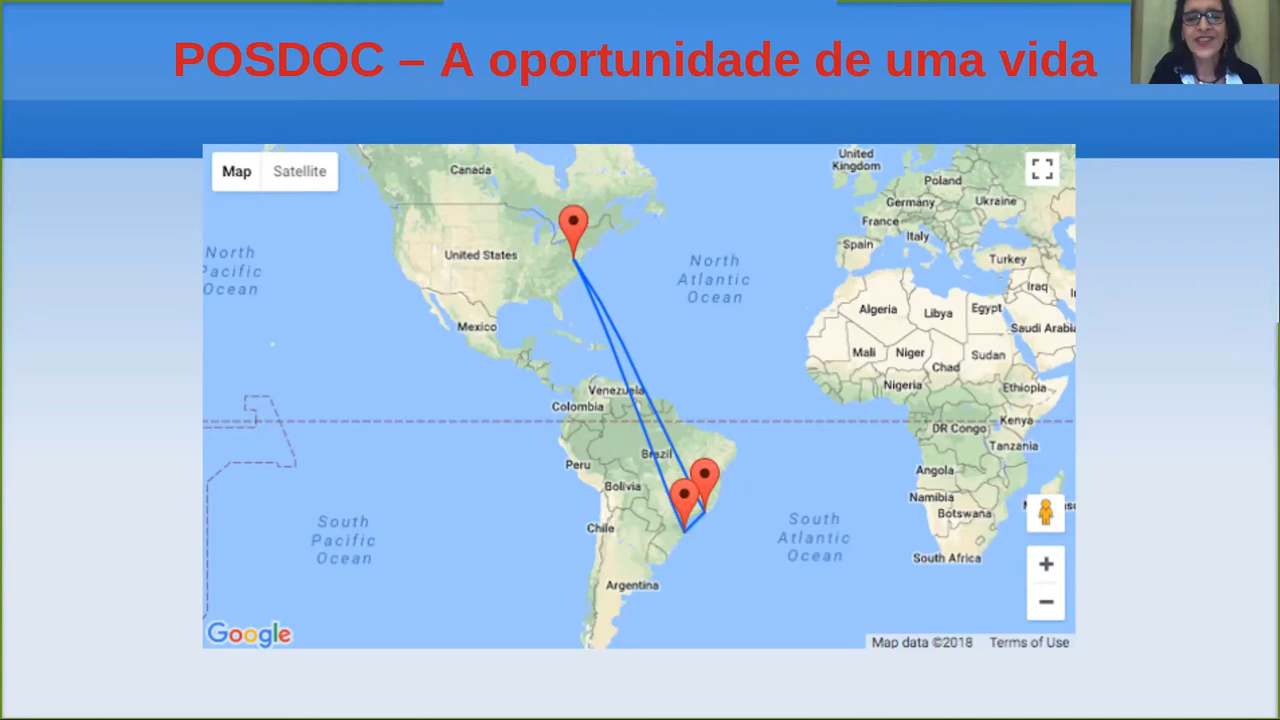 POSDOC – A oportunidade de uma vida
Map
Satellite
Canada
United
Kingdom
Poland
Germany
Ukraine
France
Italy
Spain
Turkey
United States
North
Pacific
Ocean
North
Atlantic
Ocean
Iraq
Algeria
Libya
Egypt
Saudi Arabia
Mexico
Mali
Niger
Sudan
Chad
Nigeria
Ethiopia
Venezuela
Colombia
Kenya
DR Congo
Tanzania
Brazil
Peru
Angola
Bolivia
Namibia
Botswana
South
Pacific
Ocean
Chile
South
Atlantic
Ocean
South Africa
Argentina
Google
Map data ©2018
Terms of Use